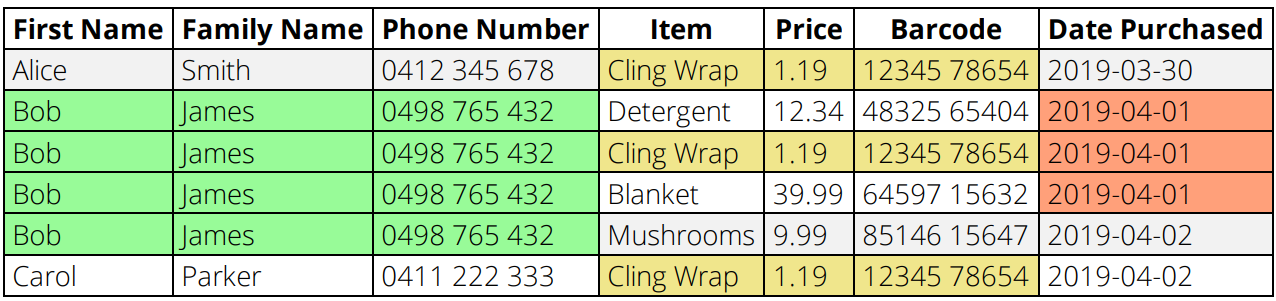 First Name Family Name Phone Number Item Price Barcode Date Purchased
Alice Smith 0412 345 678 Cling Wrap 1.19 12345 78654 2019-03-30
Bob James 0498 765 432 Detergent 12.34 48325 65404 2019-04-01
Bob James 0498 765 432 Cling Wrap 1.19 12345 78654 2019-04-01
Bob James 0498 765 432 Blanket 39.99 64597 15632 2019-04-01
Bob James 0498 765 432 Mushrooms 9.99 85146 15647 2019-04-02
Carol Parker 0411 222 333 Cling Wrap 1.19 12345 78654 2019-04-02